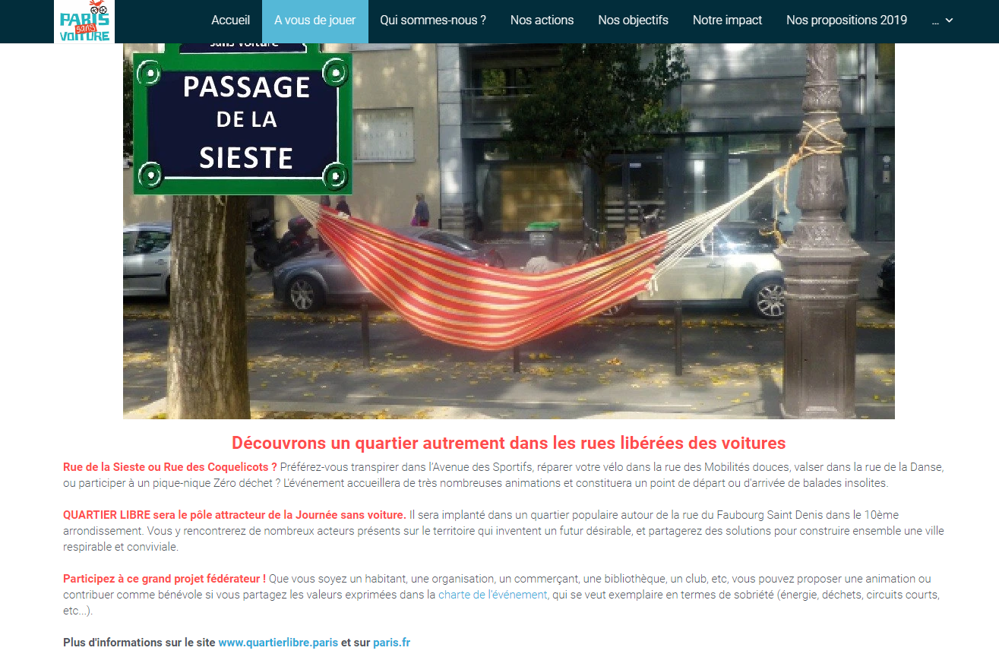 PARIS
sans
VOITURE
Accueil
A vous de jouer
Qui sommes-nous ?
Nos actions
Nos objectifs
Notre impact
Nos propositions 2019
...
sans voiture
PASSAGE
DE LA
SIESTE
Découvrons un quartier autrement dans les rues libérées des voitures
Rue de la Sieste ou Rue des Coquelicots ? Préférez-vous transpirer dans l'Avenue des Sportifs, réparer votre vélo dans la rue des Mobilités douces, valser dans la rue de la Danse,
ou participer à un pique-nique Zéro déchet ? L'événement accueillera de très nombreuses animations et constituera un point de départ ou d'arrivée de balades insolites.
QUARTIER LIBRE sera le pôle attracteur de la Journée sans voiture. Il sera implanté dans un quartier populaire autour de la rue du Faubourg Saint Denis dans le 10ème
arrondissement. Vous y rencontrerez de nombreux acteurs présents sur le territoire qui inventent un futur désirable, et partagerez des solutions pour construire ensemble une ville
respirable et conviviale.
Participez à ce grand projet fédérateur ! Que vous soyez un habitant, une organisation, un commerçant, une bibliothèque, un club, etc, vous pouvez proposer une animation ou
contribuer comme bénévole si vous partagez les valeurs exprimées dans la charte de l'événement, qui se veut exemplaire en termes de sobriété (énergie, déchets, circuits courts,
etc...).
Plus d'informations sur le site www.quartierlibre.paris et sur paris.fr